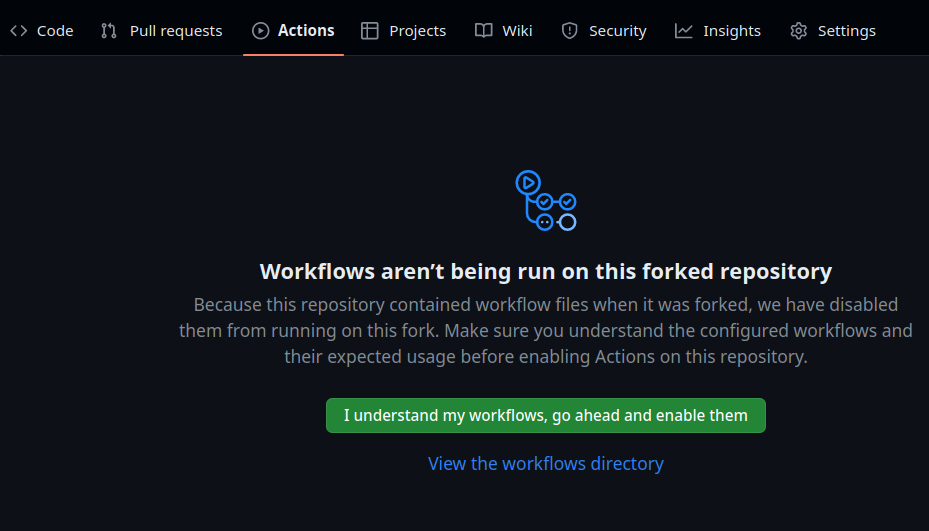 Code Pull requests Actions Projects Wiki Security Insights Settings
Workflows aren’t being run on this forked repository
Because this repository contained workflow files when it was forked, we have disabled
them from running on this fork. Make sure you understand the configured workflows and
their expected usage before enabling Actions on this repository.
I understand my workflows, go ahead and enable them
View the workflows directory